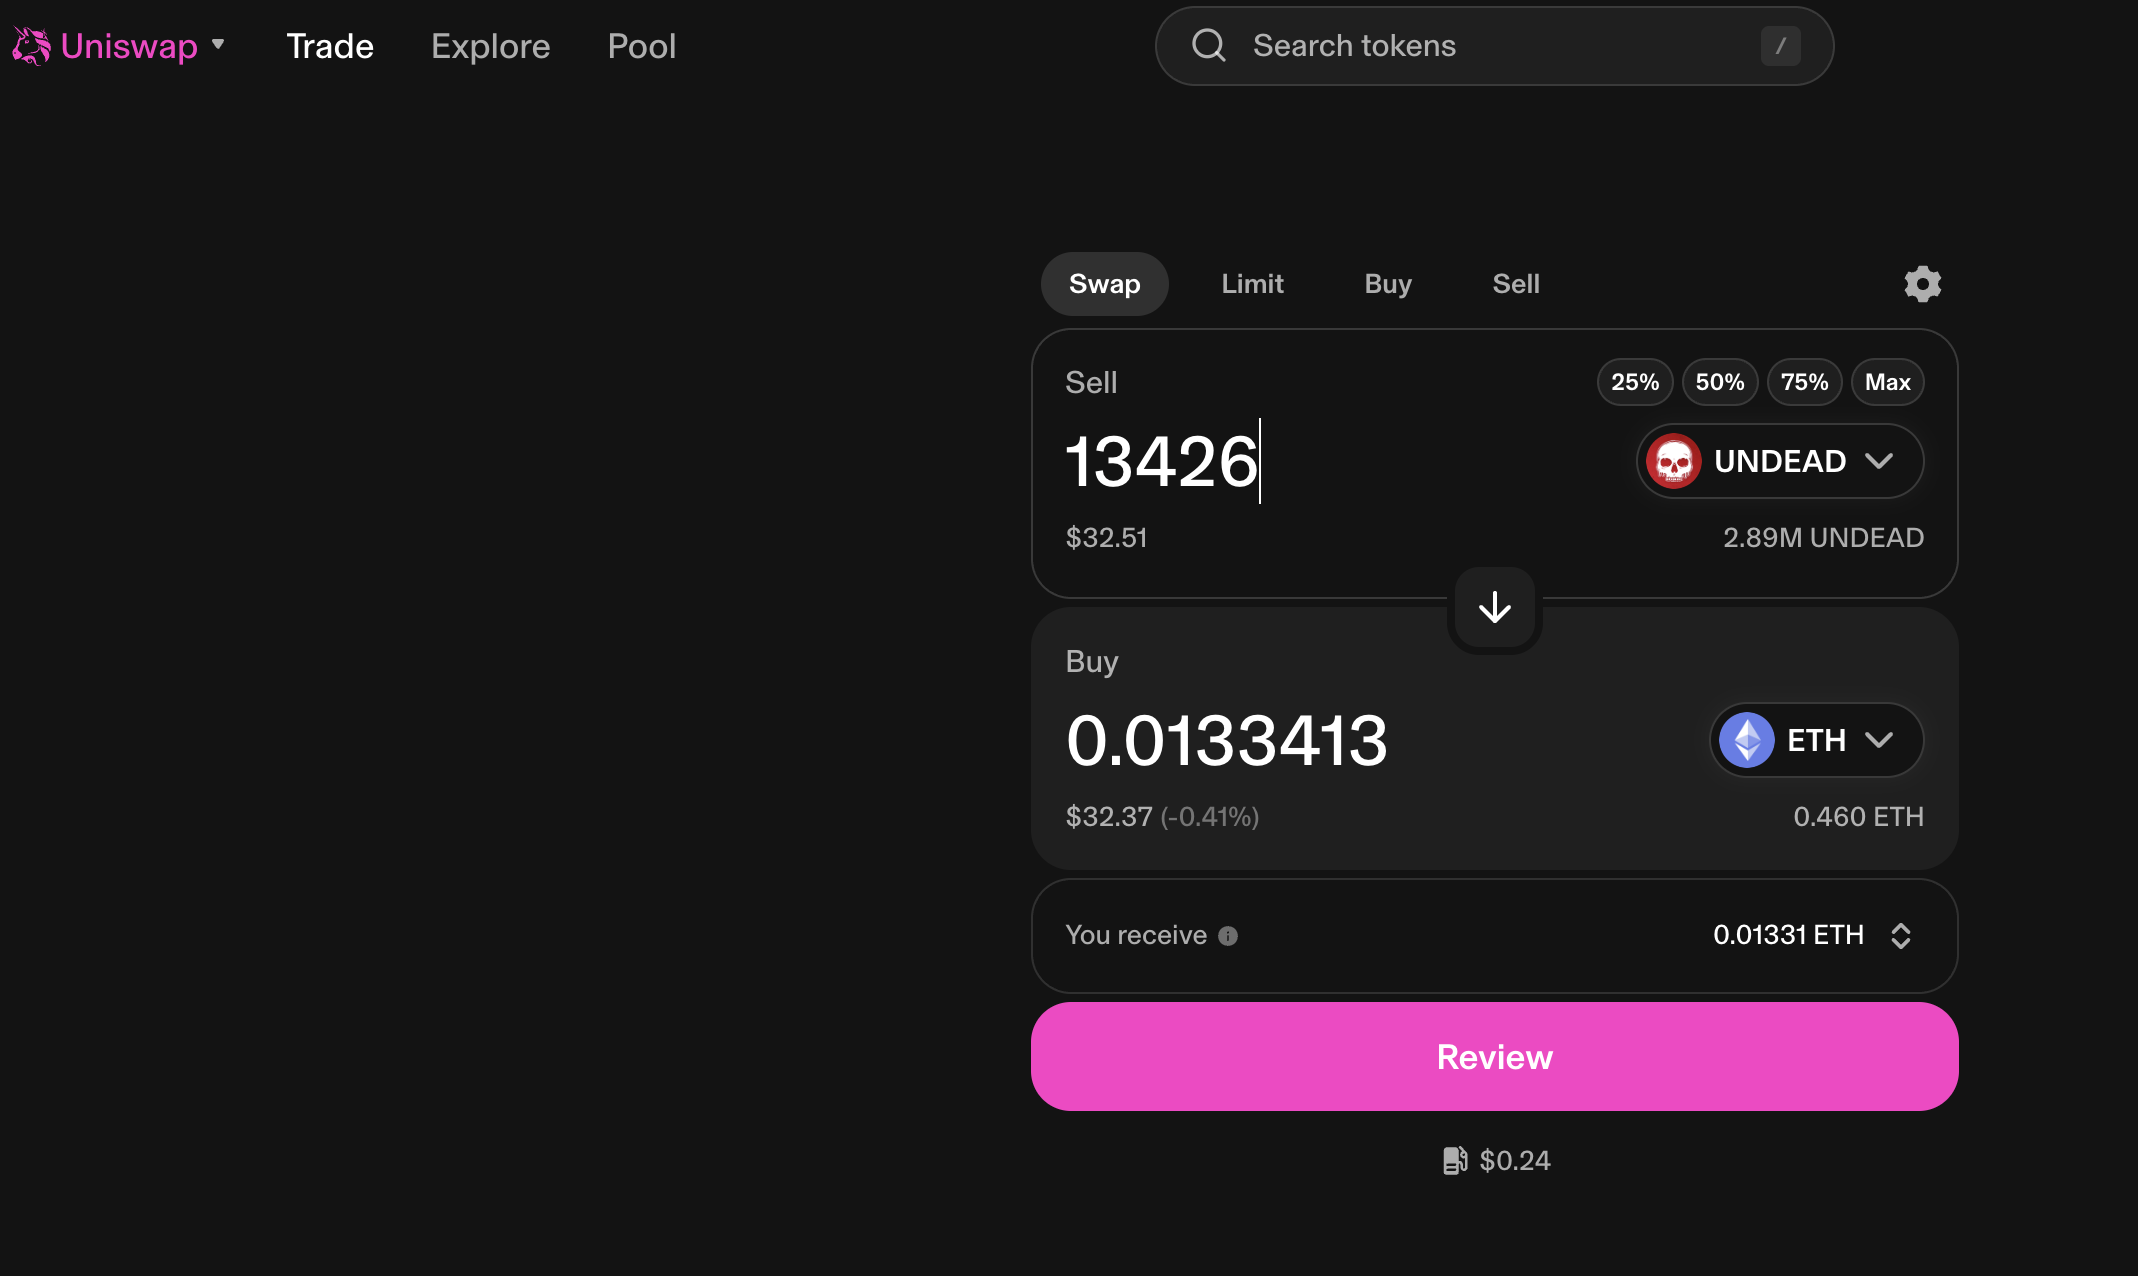 Uniswap Trade Explore Pool Search tokens /
Swap Limit Buy Sell
Sell 25% 50% 75% Max
13426 UNDEAD
$32.51 2.89M UNDEAD
Buy
0.0133413 ETH
$32.37 (-0.41%) 0.460 ETH
You receive 0.01331 ETH
Review
$0.24